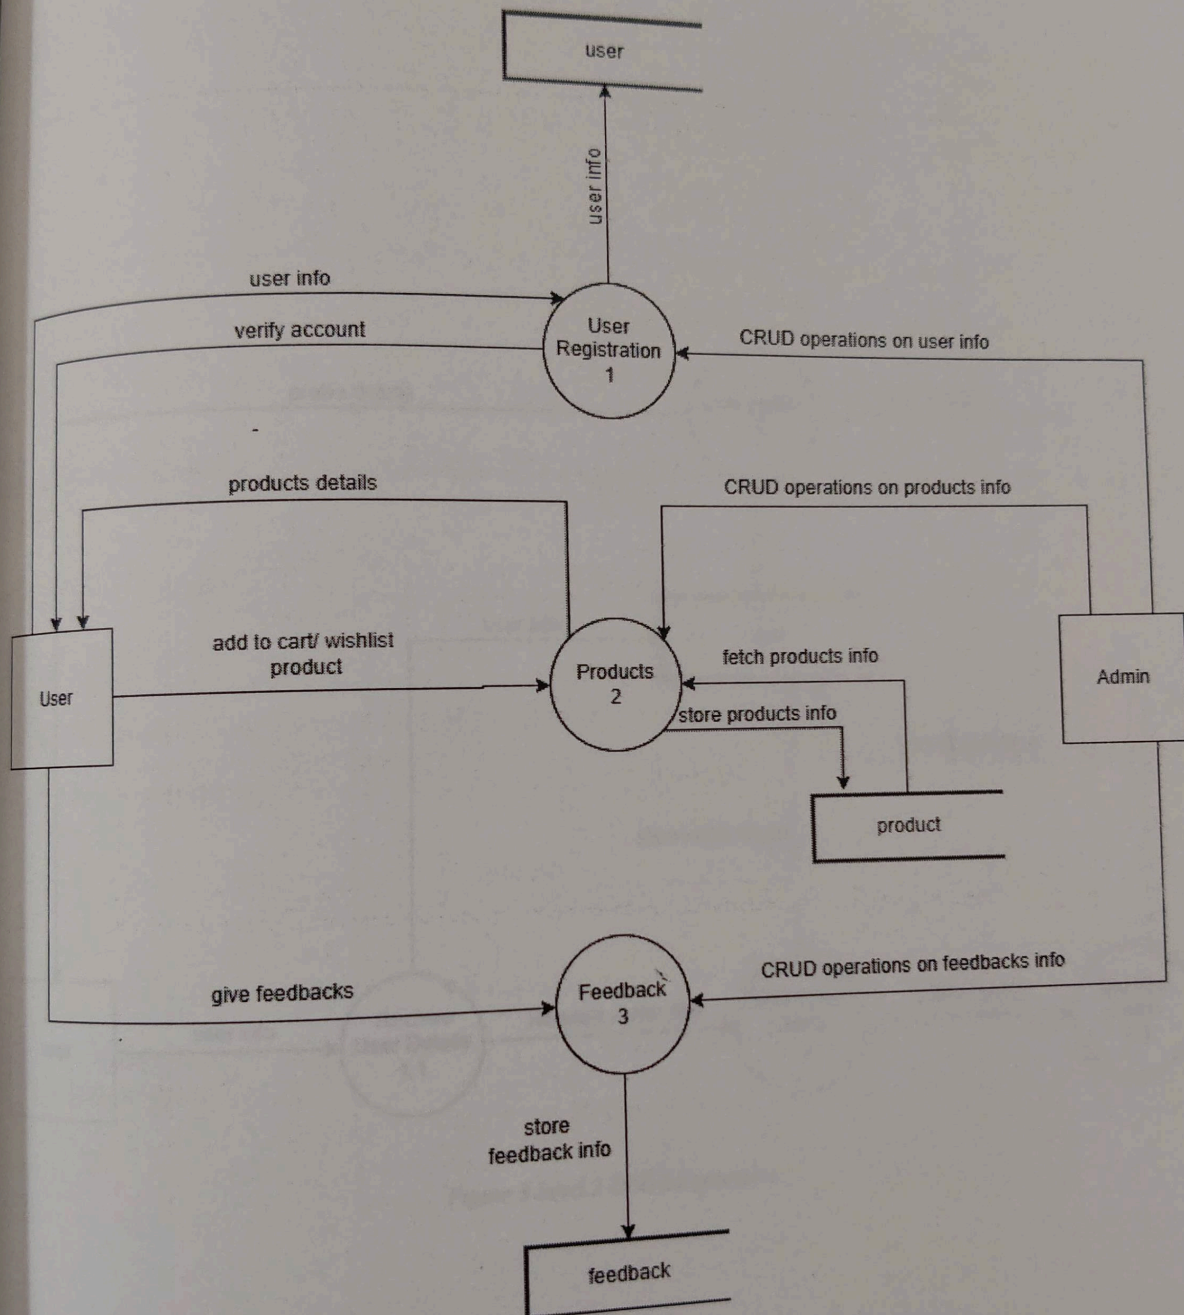 user
user info
user info
verify account
User
Registration
1
CRUD operations on user info
products details
CRUD operations on products info
add to cart/ wishlist
product
User
Products
2
fetch products info
store products info
Admin
product
give feedbacks
Feedback
3
CRUD operations on feedbacks info
store
feedback info
feedback